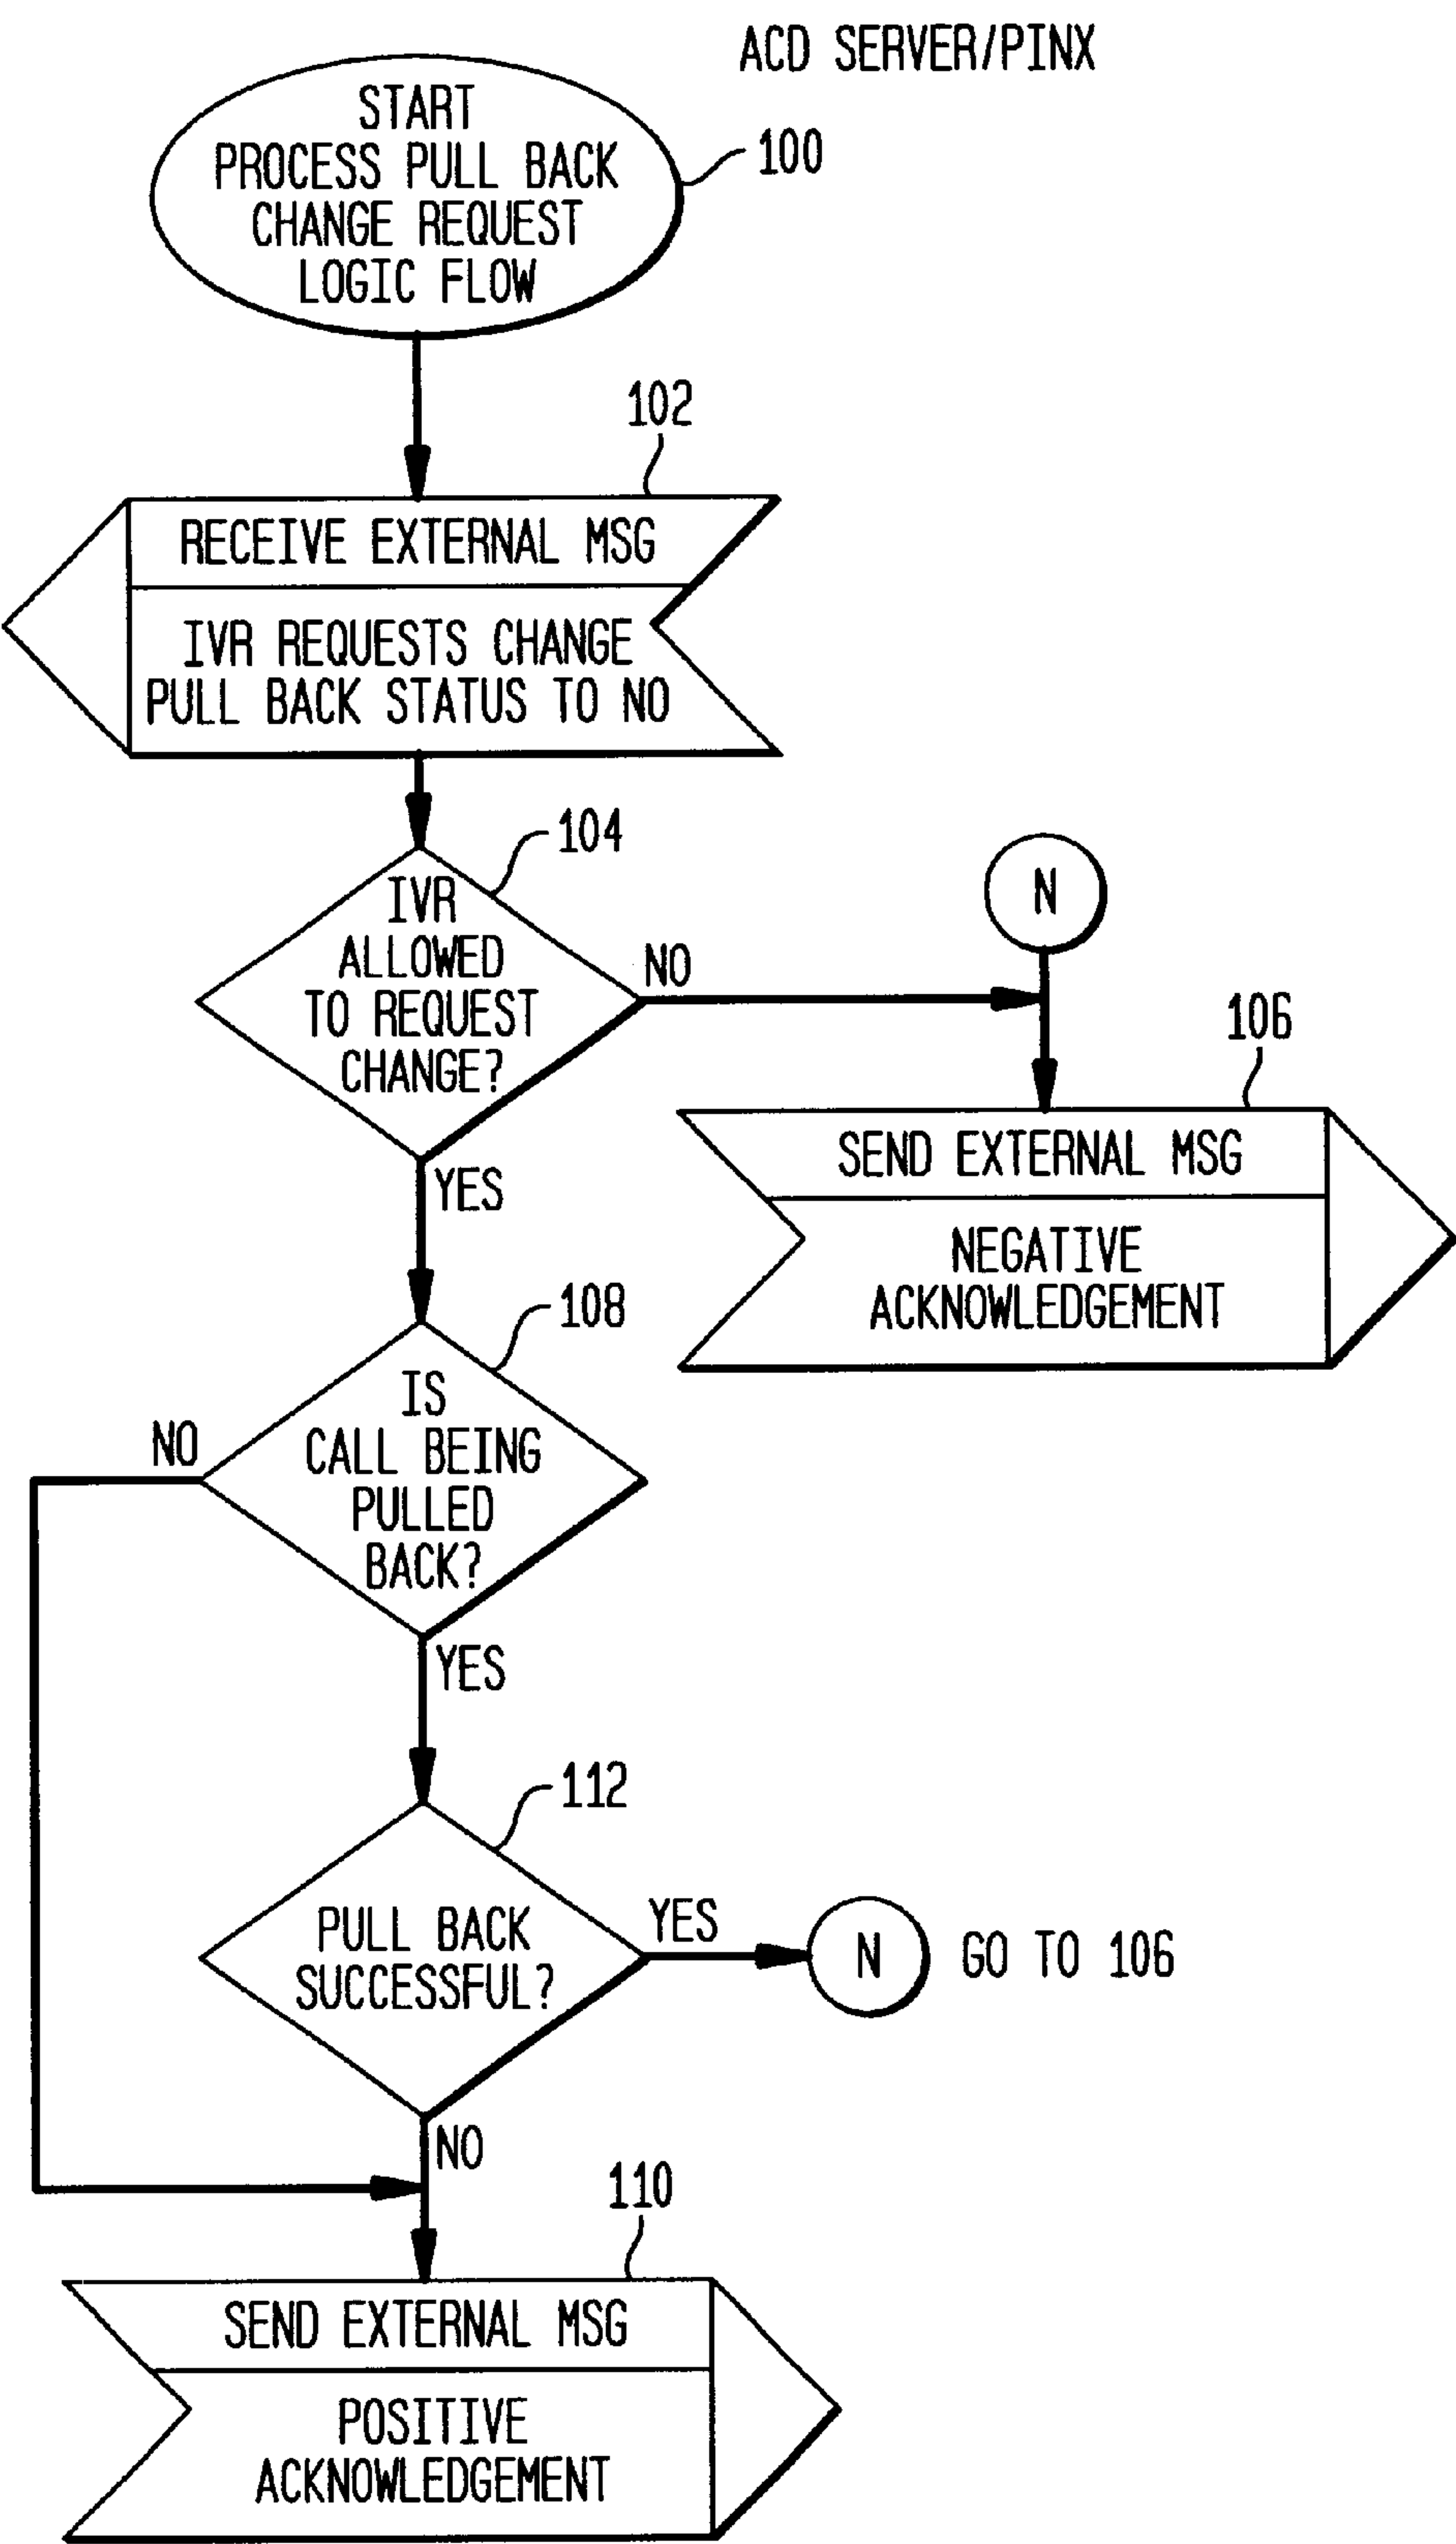 ACD SERVER/PINX
START
PROCESS PULL BACK
CHANGE REQUEST
LOGIC FLOW
100
102
RECEIVE EXTERNAL MSG
IVR REQUESTS CHANGE
PULL BACK STATUS TO NO
104
IVR
ALLOWED
TO REQUEST
CHANGE?
NO
N
YES
106
SEND EXTERNAL MSG
NEGATIVE
ACKNOWLEDGEMENT
108
IS
CALL BEING
PULLED
BACK?
NO
YES
112
PULL BACK
SUCCESSFUL?
YES
N
GO TO 106
NO
110
SEND EXTERNAL MSG
POSITIVE
ACKNOWLEDGEMENT